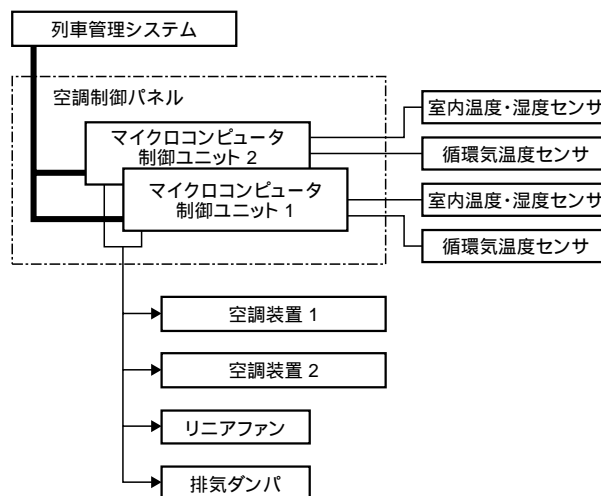 列車管理システム
空調制御パネル
マイクロコンピュータ
制御ユニット 2
マイクロコンピュータ
制御ユニット 1
室内温度・湿度センサ
循環気温度センサ
室内温度・湿度センサ
循環気温度センサ
空調装置 1
空調装置 2
リニアファン
排気ダンパ